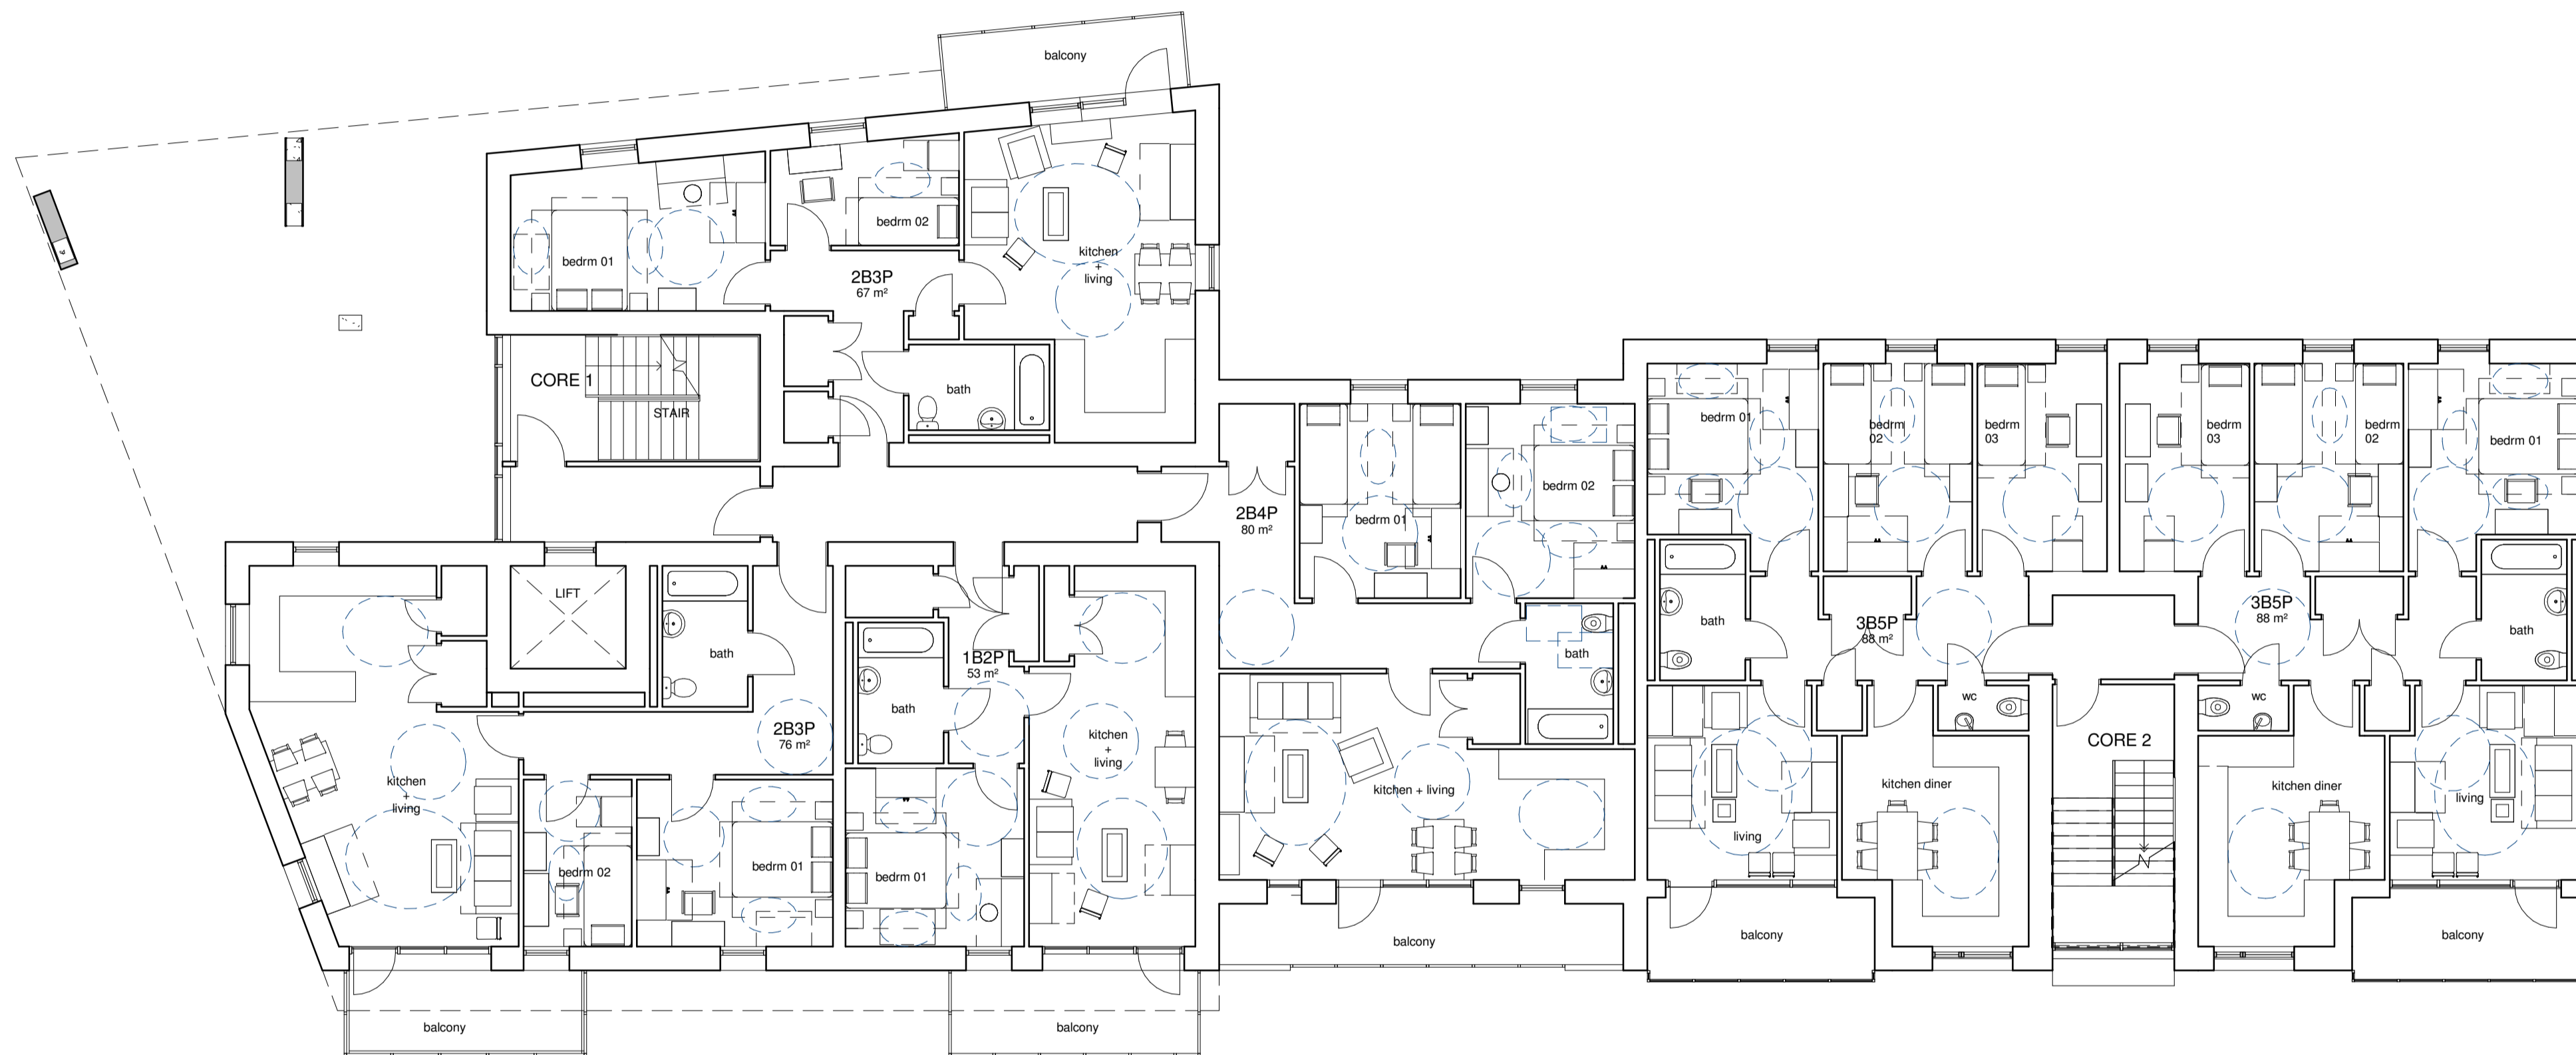 balcony
bedrm 01
bedrm 02
kitchen
+
living
2B3P
67 m²
CORE 1
STAIR
bath
LIFT
bath
kitchen
+
living
2B3P
76 m²
bedrm 02
bedrm 01
balcony
1B2P
53 m²
bath
kitchen
+
living
bedrm 01
balcony
2B4P
80 m²
bedrm 01
bedrm 02
bath
kitchen + living
balcony
bedrm 01
bedrm
02
bedrm
03
bath
3B5P
88 m²
wc
living
kitchen diner
balcony
CORE 2
bedrm
03
bedrm
02
bedrm 01
3B5P
88 m²
bath
wc
kitchen diner
living
balcony